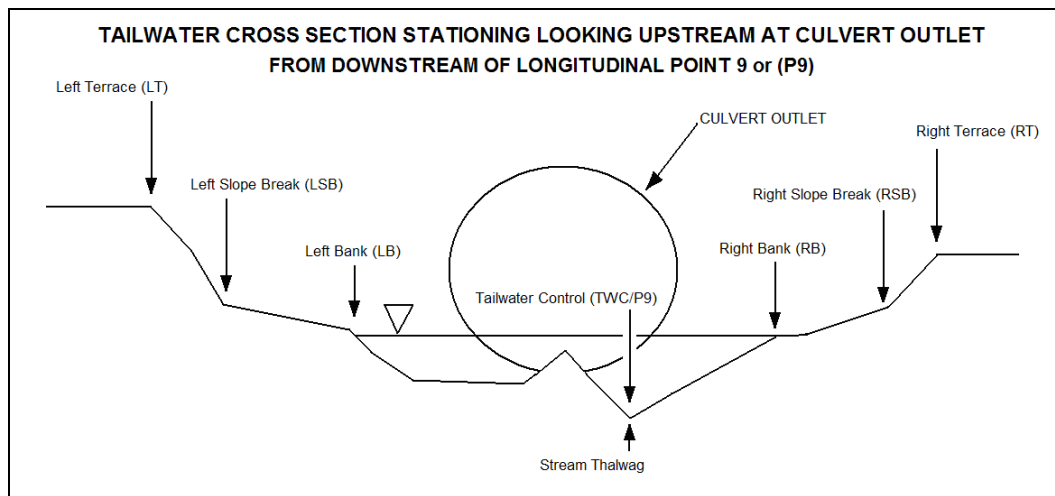 TAILWATER CROSS SECTION STATIONING LOOKING UPSTREAM AT CULVERT OUTLET
FROM DOWNSTREAM OF LONGITUDINAL POINT 9 or (P9)
Left Terrace (LT)
CULVERT OUTLET
Right Terrace (RT)
Left Slope Break (LSB)
Right Slope Break (RSB)
Left Bank (LB)
Right Bank (RB)
Tailwater Control (TWC/P9)
Stream Thalwag